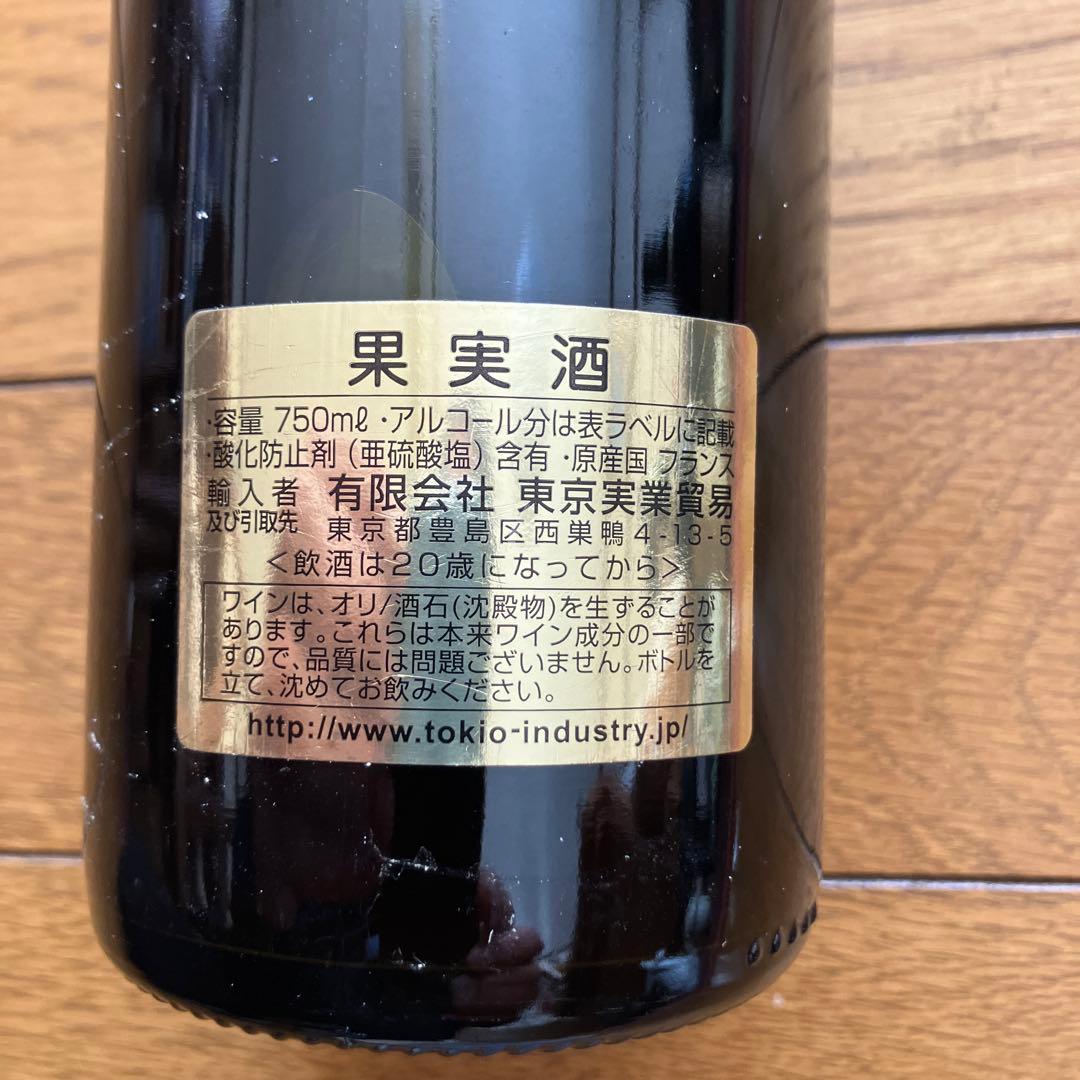 果実酒
・容量 750mℓ ・アルコール分は表ラベルに記載
・酸化防止剤（亜硫酸塩）含有 ・原産国 フランス
輸入者 有限会社 東京実業貿易
及び引取先 東京都豊島区西巣鴨4-13-5
＜飲酒は20歳になってから＞
ワインは、オリ/酒石(沈殿物)を生ずることが
あります。これらは本来ワイン成分の一部で
すので、品質には問題ございません。ボトルを
立て、沈めてお飲みください。
http://www.tokio-industry.jp/